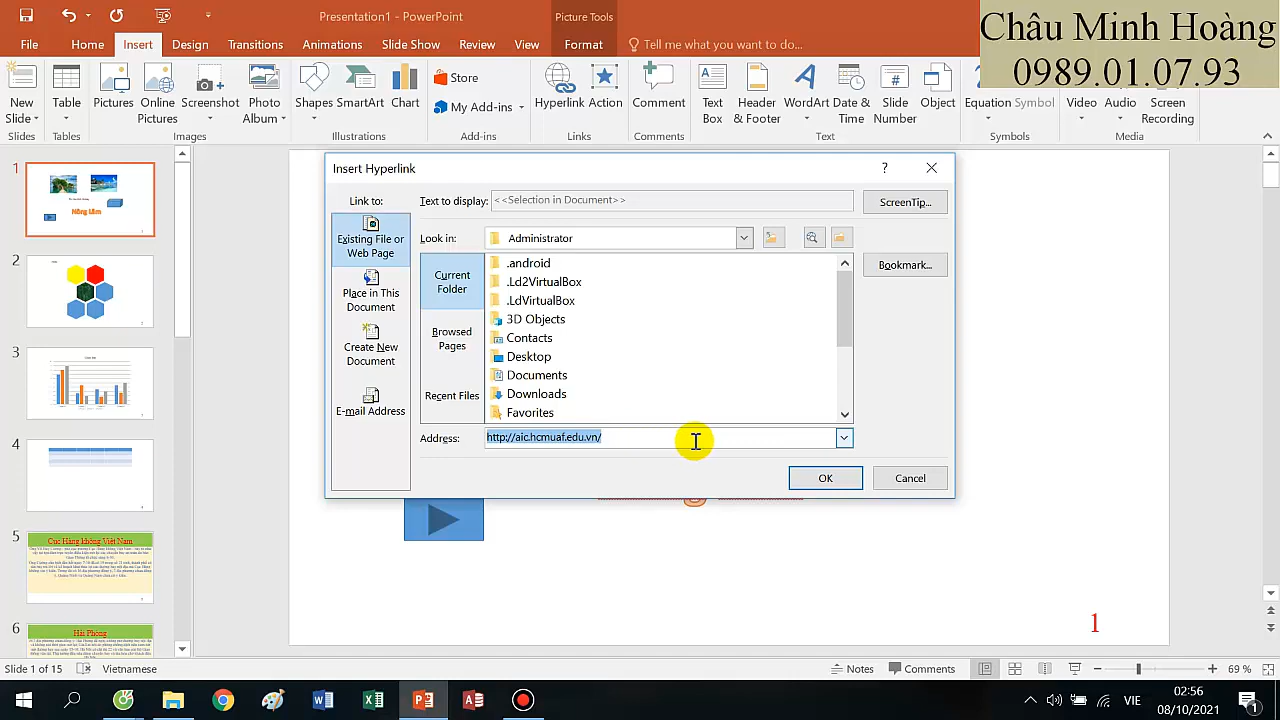 Presentation1 - PowerPoint
Picture Tools
Châu Minh Hoàng
0989.01.07.93
File
Home
Insert
Design
Transitions
Animations
Slide Show
Review
View
Format
Tell me what you want to do...
New Slide
Table
Pictures
Online Pictures
Screenshot
Photo Album
Shapes
SmartArt
Chart
Store
My Add-ins
Hyperlink
Action
Comment
Text Box
Header & Footer
WordArt
Date & Time
Slide Number
Object
Equation
Symbol
Video
Audio
Screen Recording
Slides
Tables
Images
Illustrations
Add-ins
Links
Comments
Text
Symbols
Media
1
Nông Lâm
2
3
4
5
Cục Hàng không Việt Nam
6
Hải Phòng
Insert Hyperlink
?
Link to:
Text to display:
<<Selection in Document>>
ScreenTip...
Existing File or Web Page
Look in:
Administrator
Bookmark...
Place in This Document
Create New Document
E-mail Address
Current Folder
Browsed Pages
Recent Files
.android
.Ld2VirtualBox
.LdVirtualBox
3D Objects
Contacts
Desktop
Documents
Downloads
Favorites
Address:
http://aic.hcmuaf.edu.vn/
OK
Cancel
1
Slide 1 of 15
Vietnamese
Notes
Comments
69 %
VIE
02:56
08/10/2021
1